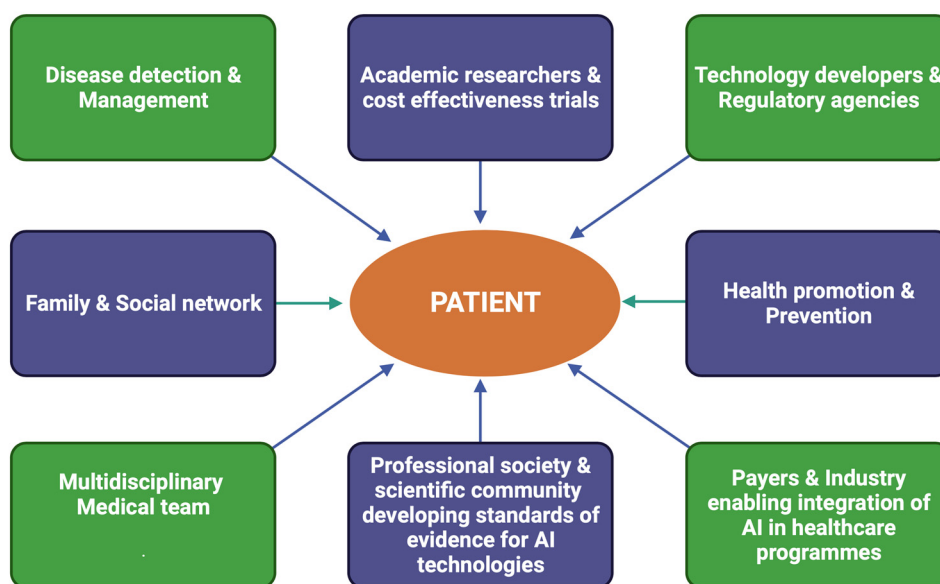 Disease detection &
Management
Academic researchers &
cost effectiveness trials
Technology developers &
Regulatory agencies
Family & Social network
PATIENT
Health promotion &
Prevention
Multidisciplinary
Medical team
.
Professional society &
scientific community
developing standards of
evidence for AI
technologies
Payers & Industry
enabling integration of
AI in healthcare
programmes